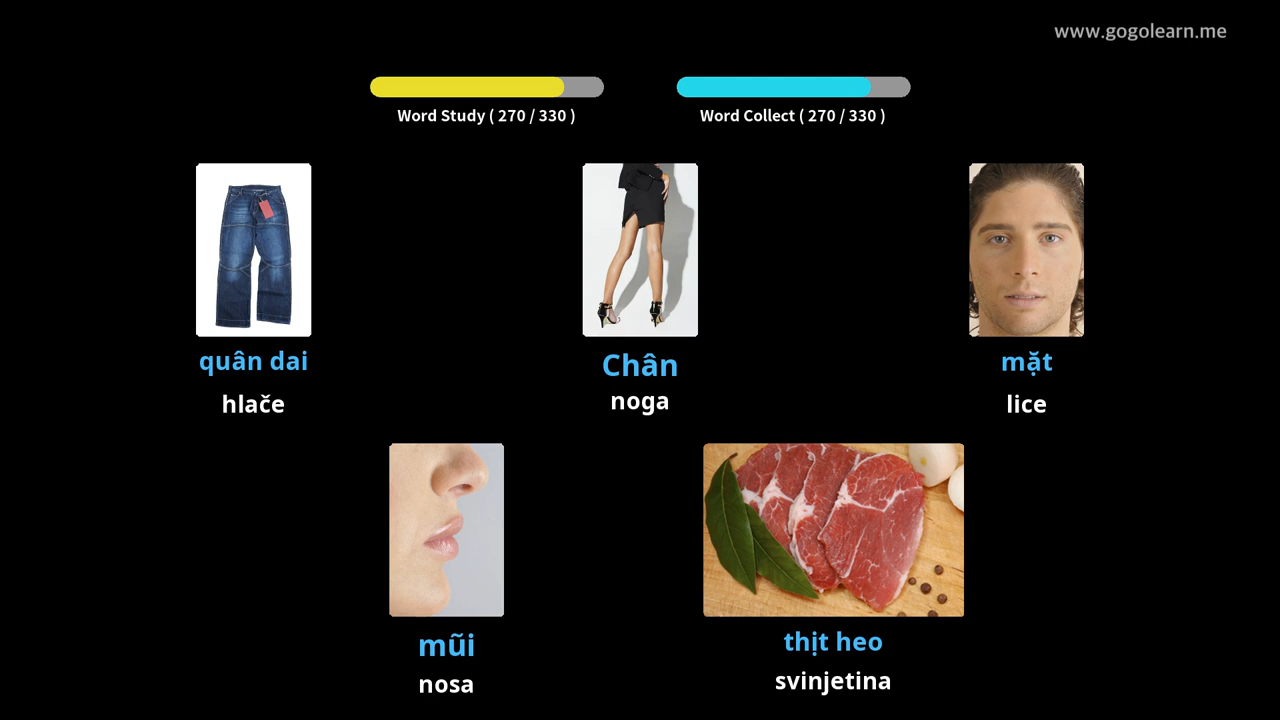 www.gogolearn.me
Word Study ( 270 / 330 )
Word Collect ( 270 / 330 )
quân dai
hlače
Chân
noga
mặt
lice
mũi
nosa
thịt heo
svinjetina